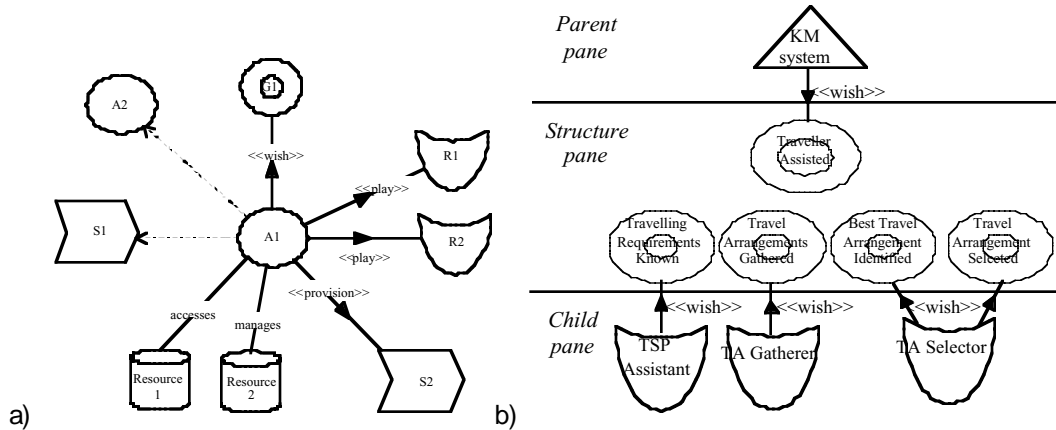 A2
G1
<<wish>>
R1
<<play>>
S1
A1
R2
<<play>>
<<provision>>
accesses
manages
Resource
1
Resource
2
S2
a)
Parent
pane
KM
system
<<wish>>
Structure
pane
Traveller
Assisted
Travelling
Requirements
Known
Travel
Arrangements
Gathered
Best Travel
Arrangement
Identified
Travel
Arrangement
Selected
Child
pane
<<wish>>
<<wish>>
<<wish>>
TSP
Assistant
TA Gatherer
TA Selector
b)